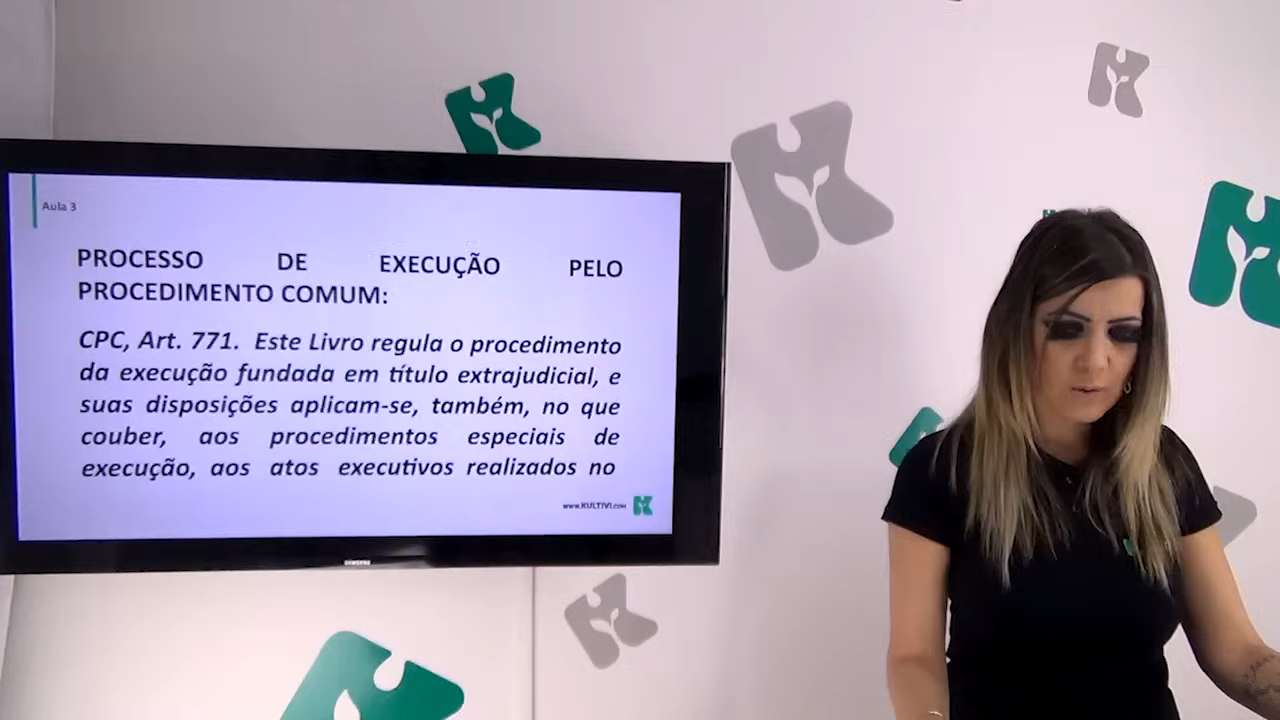 Aula 3
PROCESSO DE EXECUÇÃO PELO
PROCEDIMENTO COMUM:
CPC, Art. 771. Este Livro regula o procedimento
da execução fundada em título extrajudicial, e
suas disposições aplicam-se, também, no que
couber, aos procedimentos especiais de
execução, aos atos executivos realizados no
www.KULTIVI.COM
SAMSUNG